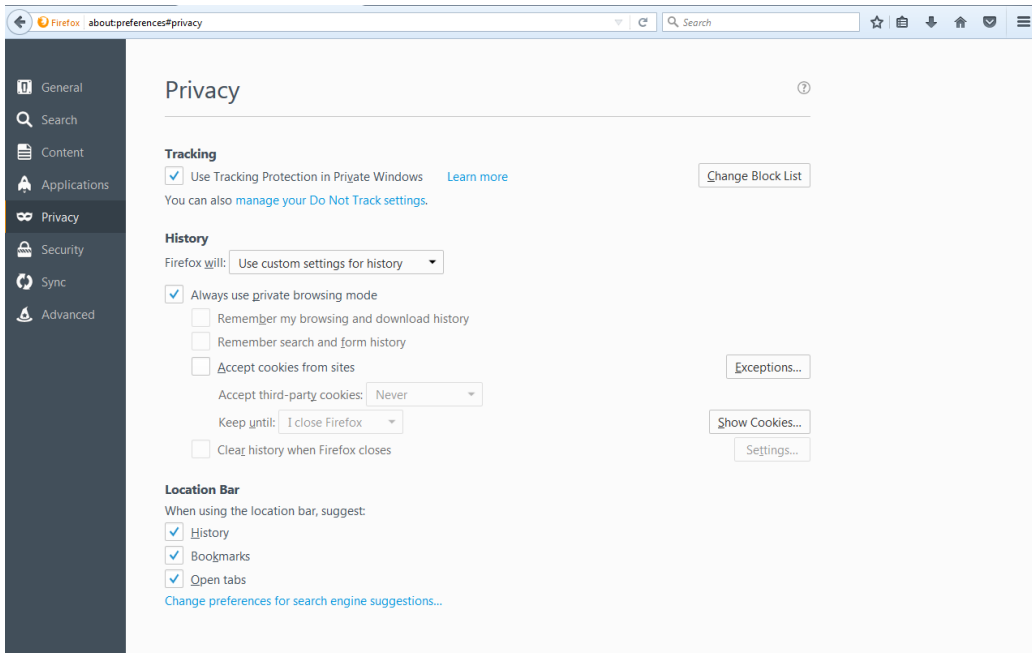 Firefox about:preferences#privacy Search
General
Search
Content
Applications
Privacy
Security
Sync
Advanced
Privacy
?
Tracking
Use Tracking Protection in Private Windows Learn more Change Block List
You can also manage your Do Not Track settings.
History
Firefox will: Use custom settings for history
Always use private browsing mode
Remember my browsing and download history
Remember search and form history
Accept cookies from sites Exceptions...
Accept third-party cookies: Never
Keep until: I close Firefox Show Cookies...
Clear history when Firefox closes Settings...
Location Bar
When using the location bar, suggest:
History
Bookmarks
Open tabs
Change preferences for search engine suggestions...